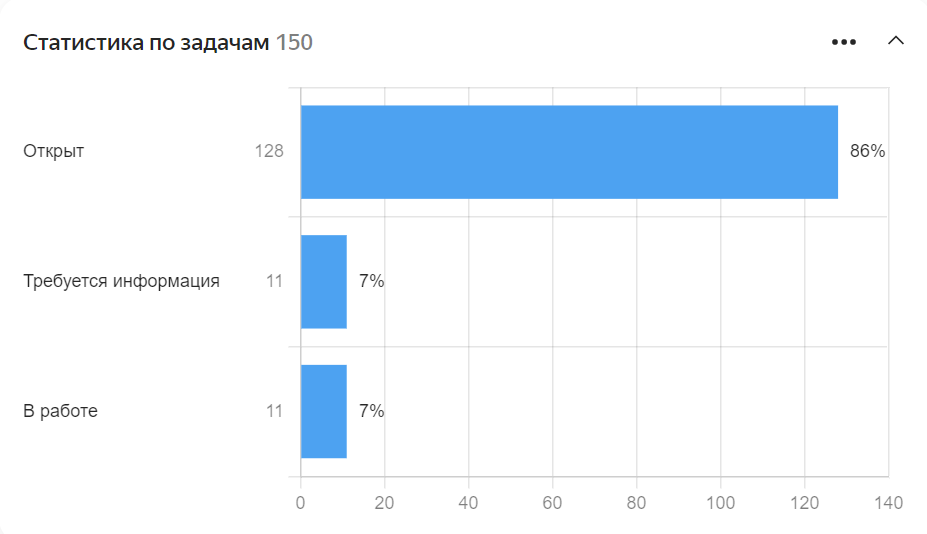 Статистика по задачам 150
Открыт 128 86%
Требуется информация 11 7%
В работе 11 7%
0 20 40 60 80 100 120 140